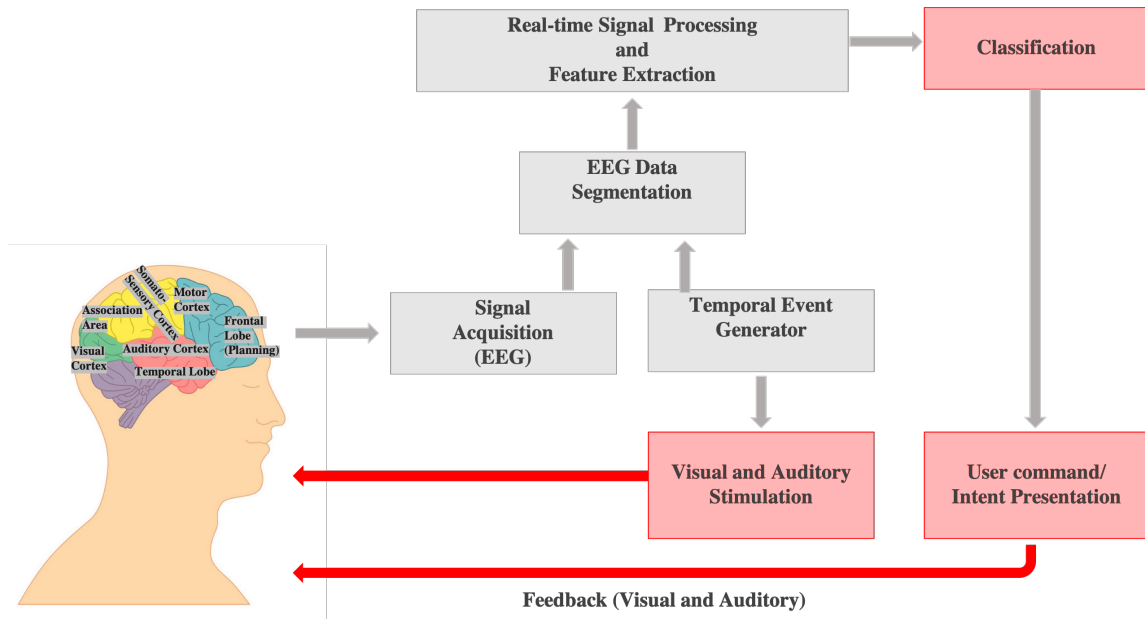 Real-time Signal Processing
and
Feature Extraction
Classification
EEG Data
Segmentation
Signal
Acquisition
(EEG)
Temporal Event
Generator
Somato-
Sensory Cortex
Motor
Cortex
Association
Area
Frontal
Lobe
(Planning)
Visual
Cortex
Auditory Cortex
Temporal Lobe
Visual and Auditory
Stimulation
User command/
Intent Presentation
Feedback (Visual and Auditory)